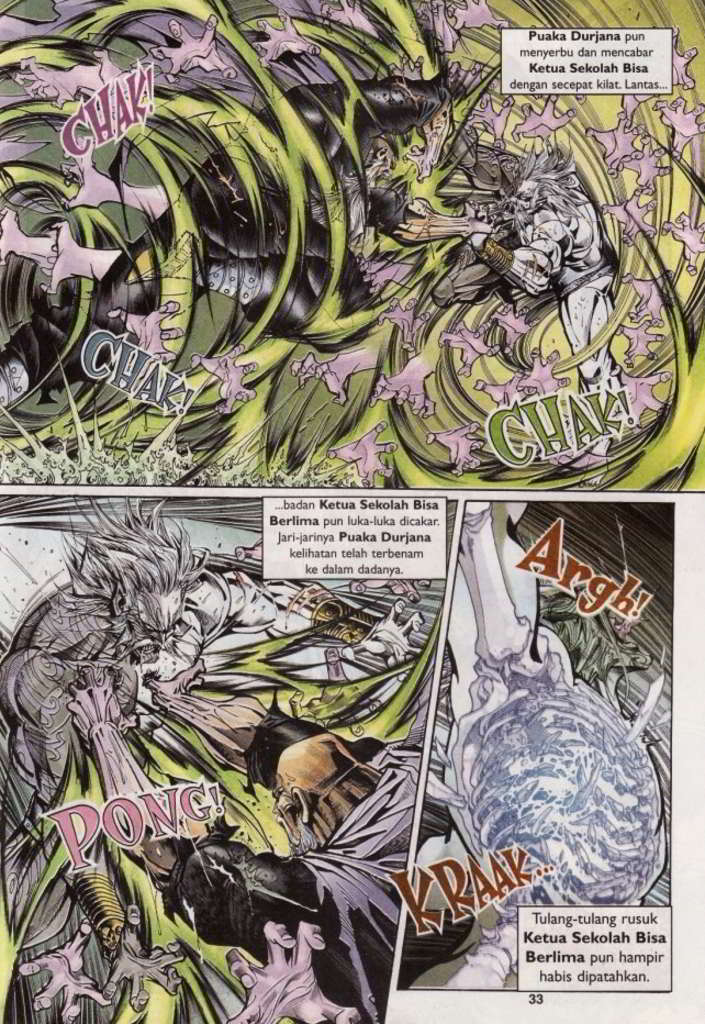 Puaka Durjana pun
menyerbu dan mencabar
Ketua Sekolah Bisa
dengan secepat kilat. Lantas...
CHAK!
CHAK!
CHAK!
...badan Ketua Sekolah Bisa
Berlima pun luka-luka dicakar.
Jari-jarinya Puaka Durjana
kelihatan telah terbenam
ke dalam dadanya.
PONG!
Argh!
KRAAK...
Tulang-tulang rusuk
Ketua Sekolah Bisa
Berlima pun hampir
habis dipatahkan.
33